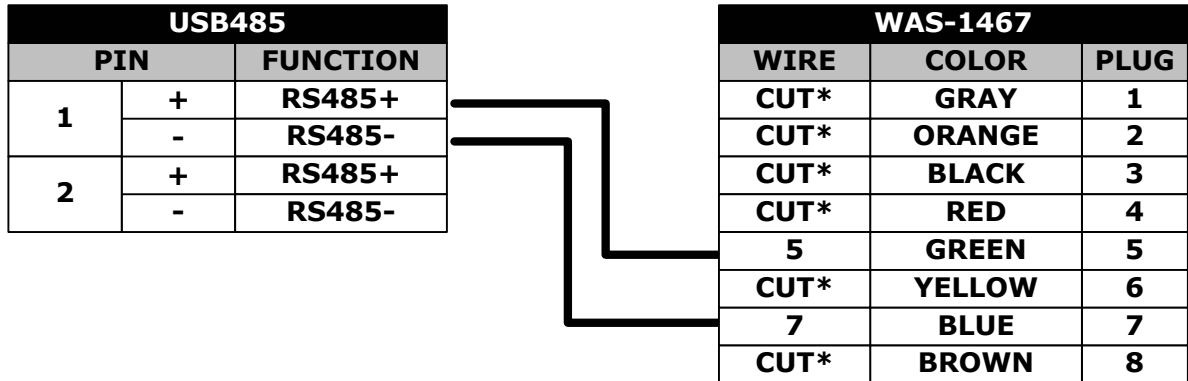 USB485
PIN FUNCTION
1 + RS485+
- RS485-
2 + RS485+
- RS485-
WAS-1467
WIRE COLOR PLUG
CUT* GRAY 1
CUT* ORANGE 2
CUT* BLACK 3
CUT* RED 4
5 GREEN 5
CUT* YELLOW 6
7 BLUE 7
CUT* BROWN 8